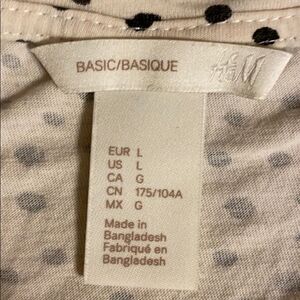 BASIC/BASIQUE
H&M
EUR L
US L
CA G
CN 175/104A
MX G
Made in
Bangladesh
Fabriqué en
Bangladesh